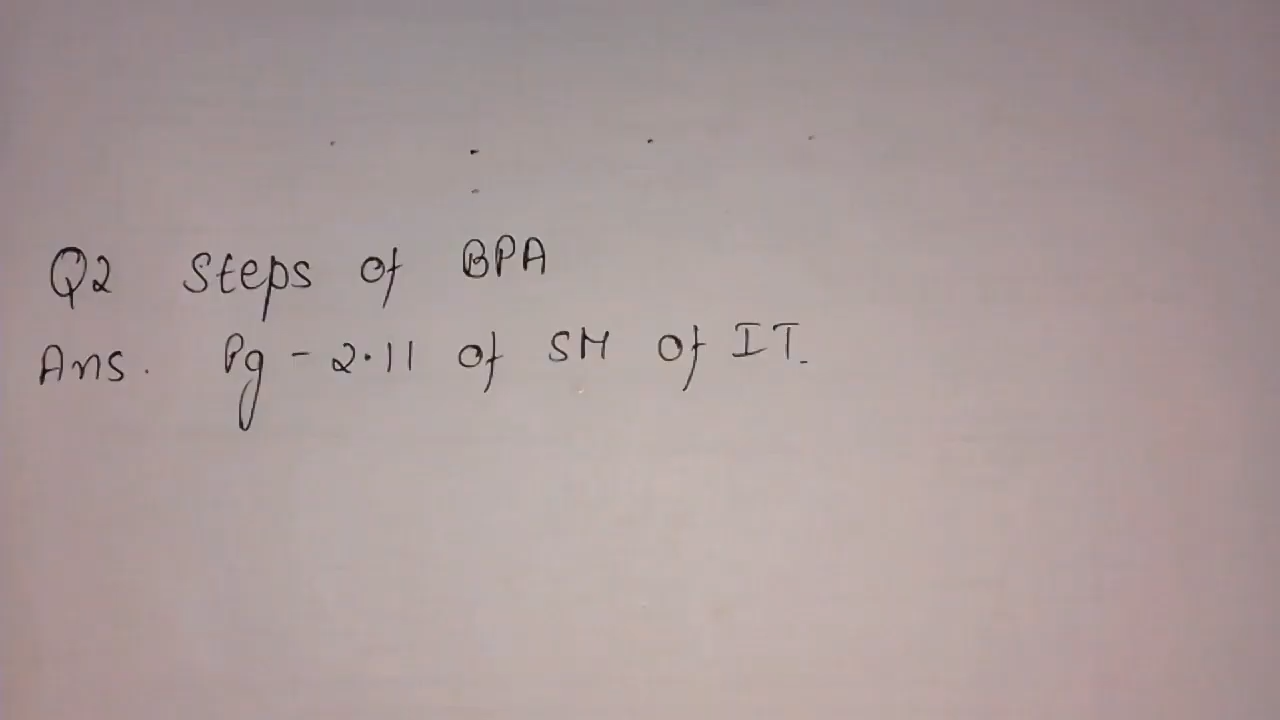 Q2 Steps of BPA
Ans. Pg - 2.11 of SM of IT.